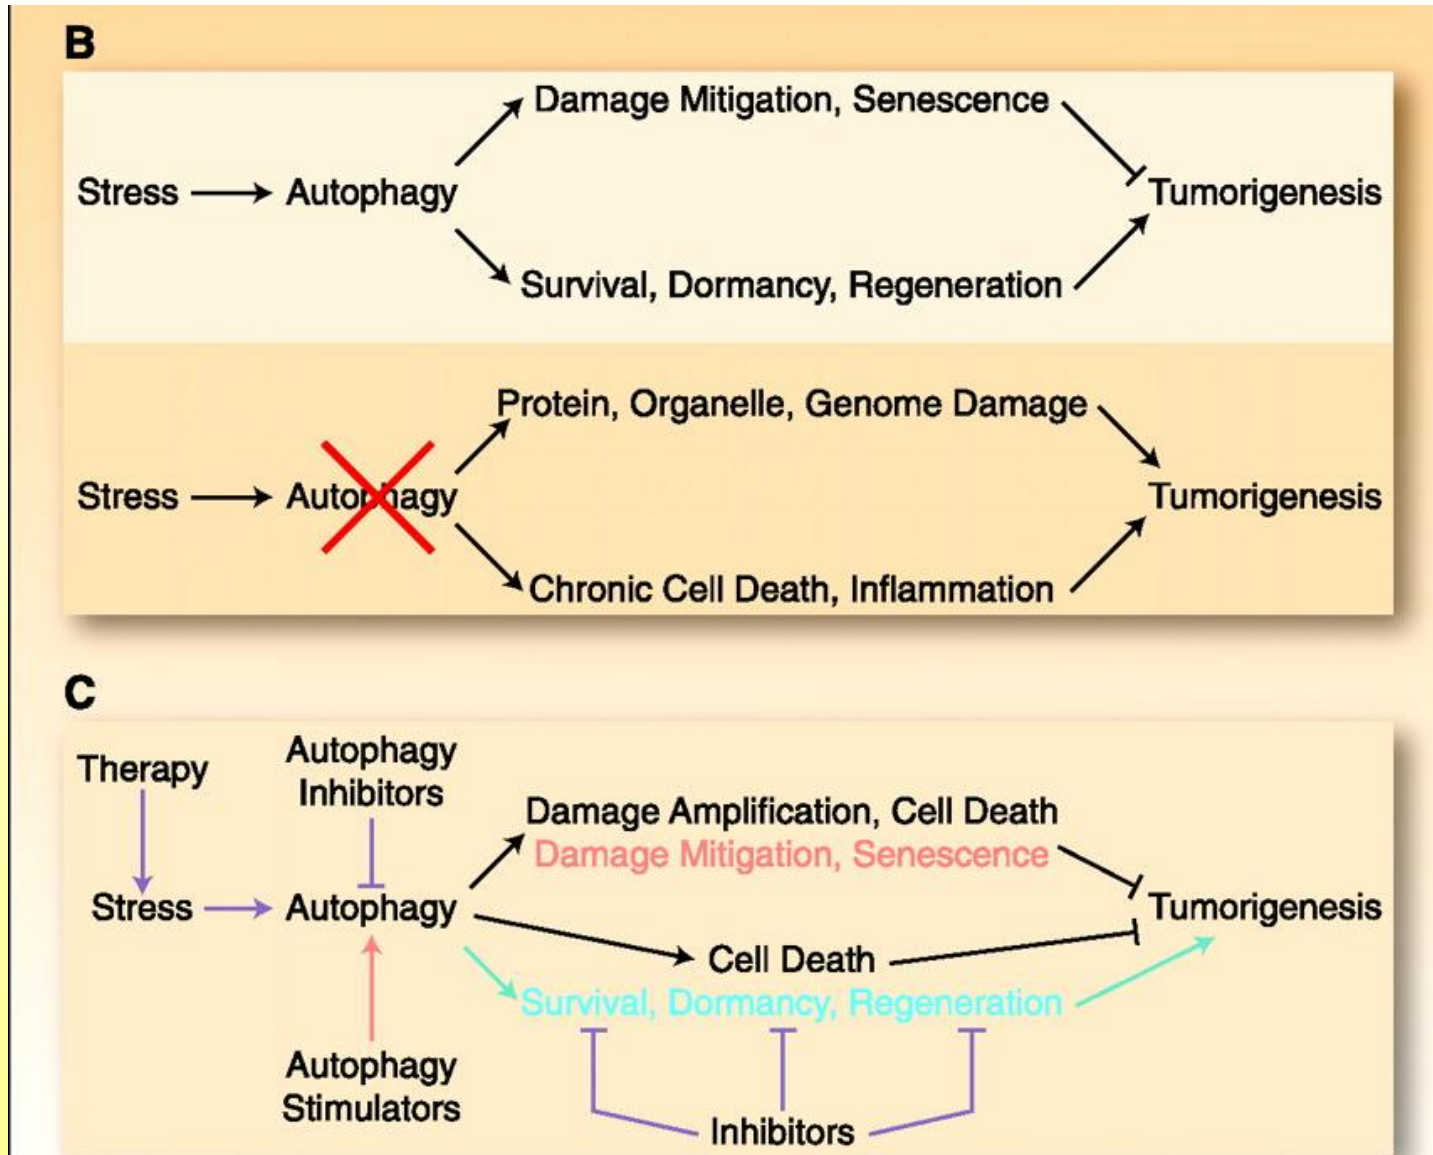 B
Damage Mitigation, Senescence
Stress
Autophagy
Tumorigenesis
Survival, Dormancy, Regeneration
Protein, Organelle, Genome Damage
Stress
Autophagy
Tumorigenesis
Chronic Cell Death, Inflammation
C
Therapy
Autophagy
Inhibitors
Damage Amplification, Cell Death
Damage Mitigation, Senescence
Stress
Autophagy
Tumorigenesis
Cell Death
Survival, Dormancy, Regeneration
Autophagy
Stimulators
Inhibitors